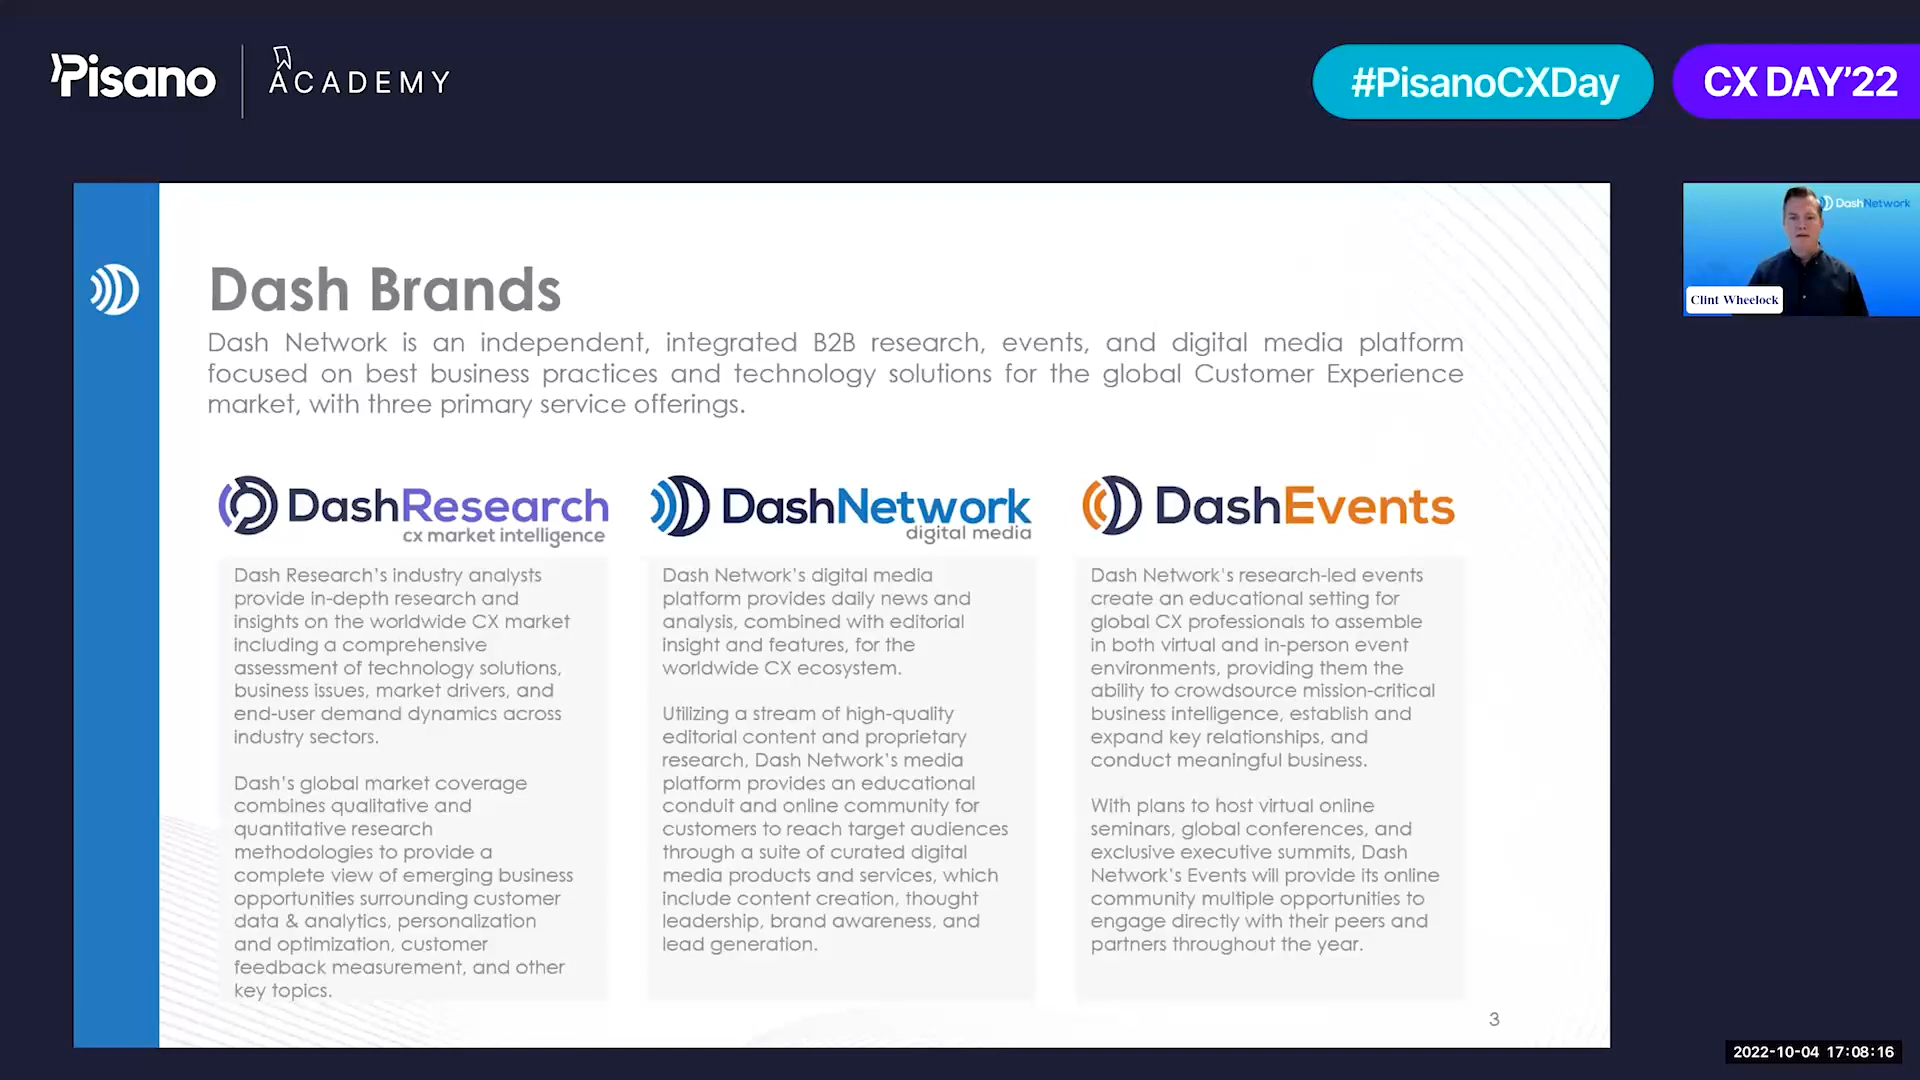 Pisano
ACADEMY
#PisanoCXDay
CX DAY'22
DashNetwork
Clint Wheelock
Dash Brands
Dash Network is an independent, integrated B2B research, events, and digital media platform
focused on best business practices and technology solutions for the global Customer Experience
market, with three primary service offerings.
DashResearch
cx market intelligence
Dash Research's industry analysts
provide in-depth research and
insights on the worldwide CX market
including a comprehensive
assessment of technology solutions,
business issues, market drivers, and
end-user demand dynamics across
industry sectors.
Dash's global market coverage
combines qualitative and
quantitative research
methodologies to provide a
complete view of emerging business
opportunities surrounding customer
data & analytics, personalization
and optimization, customer
feedback measurement, and other
key topics.
DashNetwork
digital media
Dash Network's digital media
platform provides daily news and
analysis, combined with editorial
insight and features, for the
worldwide CX ecosystem.
Utilizing a stream of high-quality
editorial content and proprietary
research, Dash Network's media
platform provides an educational
conduit and online community for
customers to reach target audiences
through a suite of curated digital
media products and services, which
include content creation, thought
leadership, brand awareness, and
lead generation.
DashEvents
Dash Network's research-led events
create an educational setting for
global CX professionals to assemble
in both virtual and in-person event
environments, providing them the
ability to crowdsource mission-critical
business intelligence, establish and
expand key relationships, and
conduct meaningful business.
With plans to host virtual online
seminars, global conferences, and
exclusive executive summits, Dash
Network's Events will provide its online
community multiple opportunities to
engage directly with their peers and
partners throughout the year.
3
2022-10-04 17:08:16